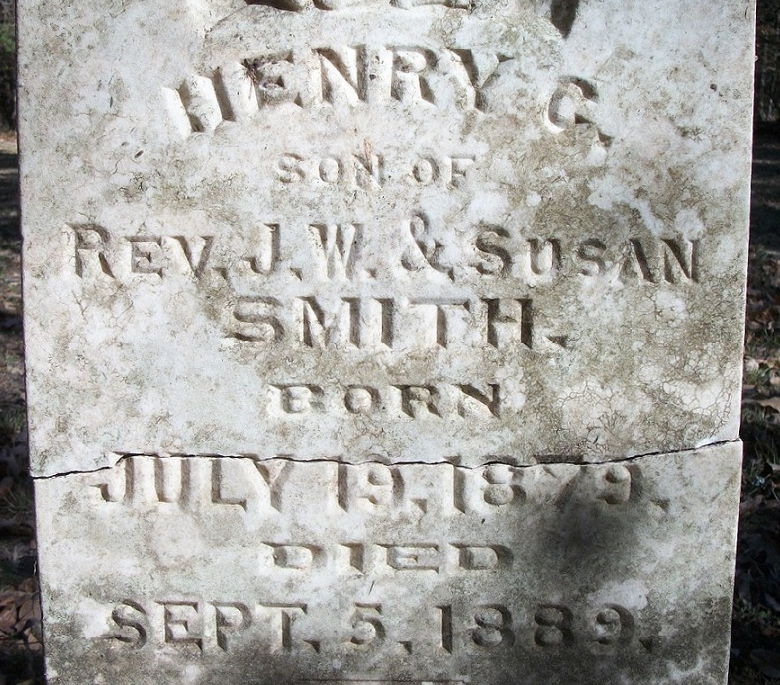 HENRY C.
SON OF
REV. J. W. & SUSAN
SMITH.
BORN
JULY 19, 1879.
DIED
SEPT. 5, 1889.